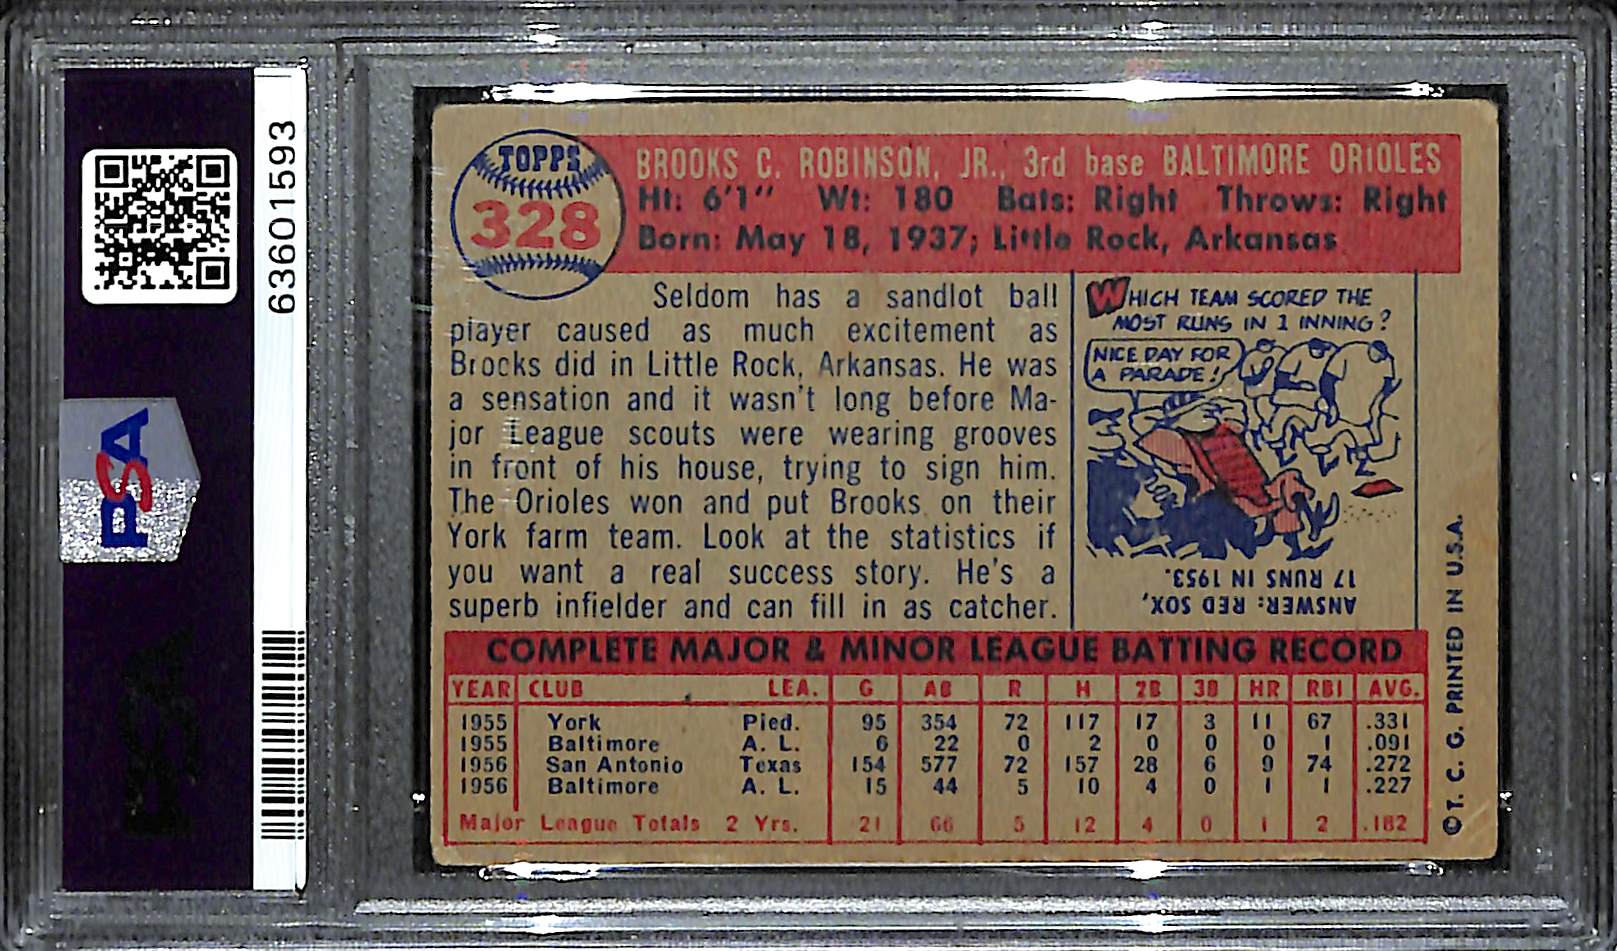 63601593
PSA
TOPPS
328
BROOKS C. ROBINSON, JR., 3rd base BALTIMORE ORIOLES
Ht: 6'1" Wt: 180 Bats: Right Throws: Right
Born: May 18, 1937; Little Rock, Arkansas
Seldom has a sandlot ball
player caused as much excitement as
Brooks did in Little Rock, Arkansas. He was
a sensation and it wasn't long before Ma-
jor League scouts were wearing grooves
in front of his house, trying to sign him.
The Orioles won and put Brooks on their
York farm team. Look at the statistics if
you want a real success story. He's a
superb infielder and can fill in as catcher.
WHICH TEAM SCORED THE
MOST RUNS IN 1 INNING?
NICE DAY FOR
A PARADE!
ANSWER: RED SOX,
17 RUNS IN 1953.
COMPLETE MAJOR & MINOR LEAGUE BATTING RECORD
YEAR CLUB LEA. G AB R H 2B 3B HR RBI AVG.
1955 York Pied. 95 354 72 117 17 3 11 67 .331
1955 Baltimore A. L. 6 22 0 2 0 0 0 1 .091
1956 San Antonio Texas 154 577 72 157 28 6 9 74 .272
1956 Baltimore A. L. 15 44 5 10 4 0 1 1 .227
Major League Totals 2 Yrs. 21 66 5 12 4 0 1 2 .182
© T. C. G. PRINTED IN U.S.A.